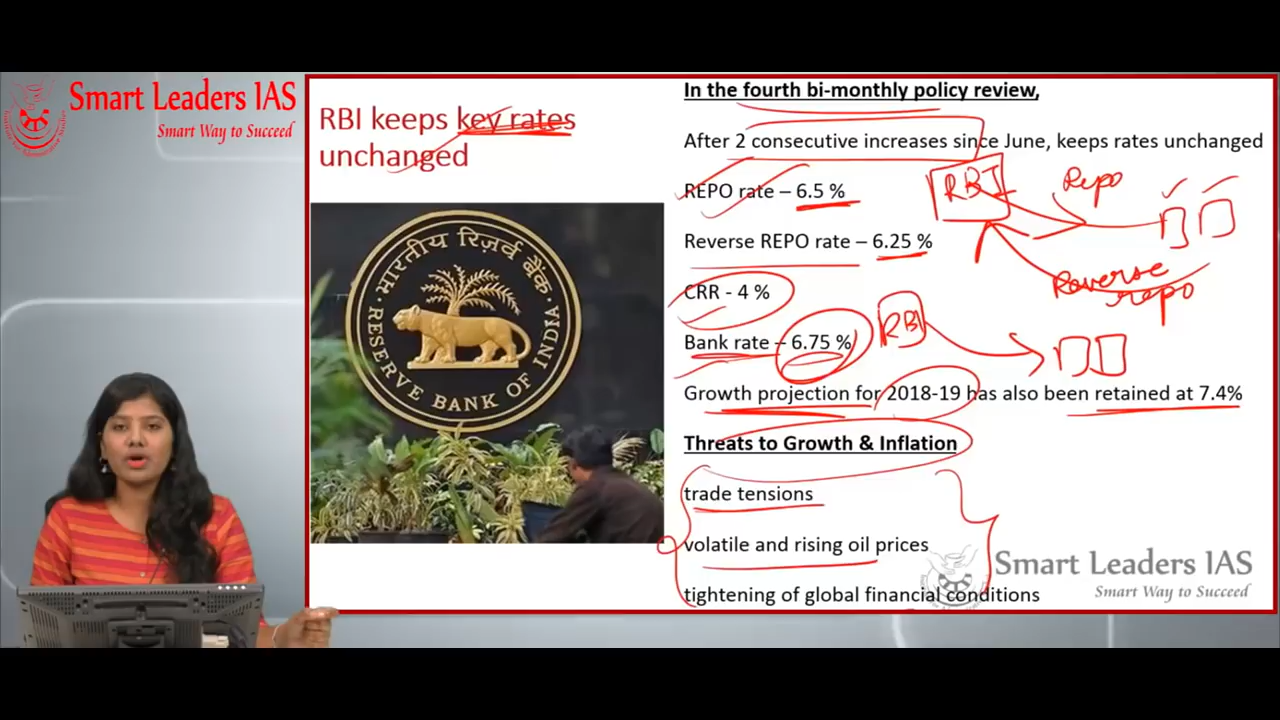 Smart Leaders IAS
Smart Way to Succeed
RBI keeps key rates
unchanged
भारतीय रिज़र्व बैंक
RESERVE BANK OF INDIA
In the fourth bi-monthly policy review,
After 2 consecutive increases since June, keeps rates unchanged
REPO rate – 6.5 %
RBI
Repo
Reverse REPO rate – 6.25 %
Reverse
repo
CRR - 4 %
Bank rate – 6.75 %
RBI
Growth projection for 2018-19 has also been retained at 7.4%
Threats to Growth & Inflation
trade tensions
volatile and rising oil prices
tightening of global financial conditions
Smart Leaders IAS
Smart Way to Succeed